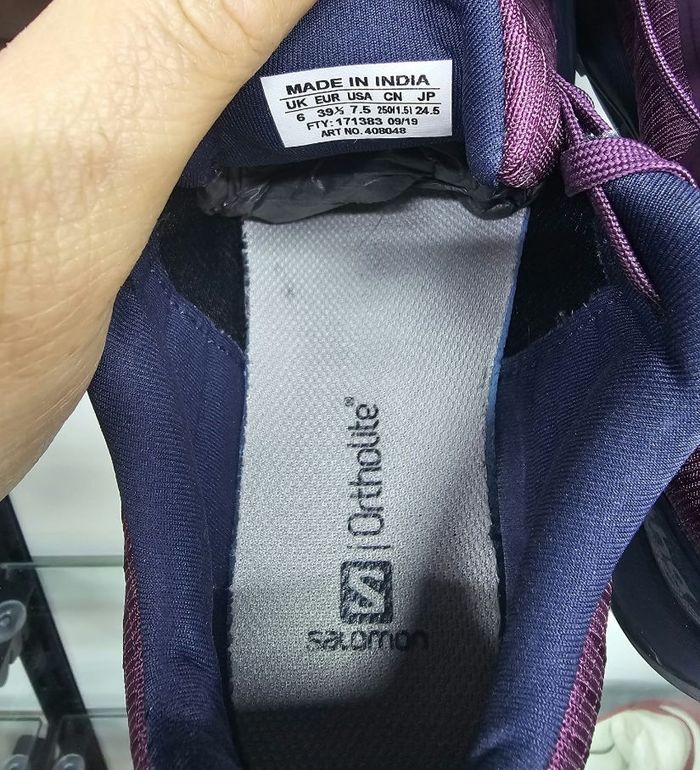 MADE IN INDIA
UK EUR USA CN JP
6 39⅓ 7.5 250(1.5) 24.5
FTY: 171383 09/19
ART NO. 408048
Ortholite®
salomon